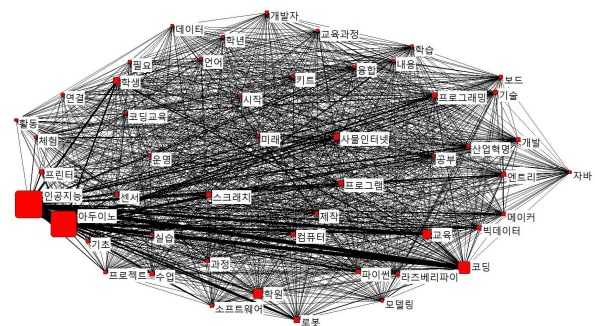 개발자
데이터
교육과정
학년
학습
언어
내용
필요
융합
키트
보드
학생
기술
프로그래밍
연결
시작
코딩교육
활동
체험
미래
사물인터넷
개발
산업혁명
운영
공부
프린터
엔트리
자바
프로그램
인공지능
센서
스크래치
아두이노
제작
메이커
빅데이터
실습
컴퓨터
교육
기초
과정
코딩
프로젝트
수업
파이썬
라즈베리파이
학원
모델링
소프트웨어
로봇